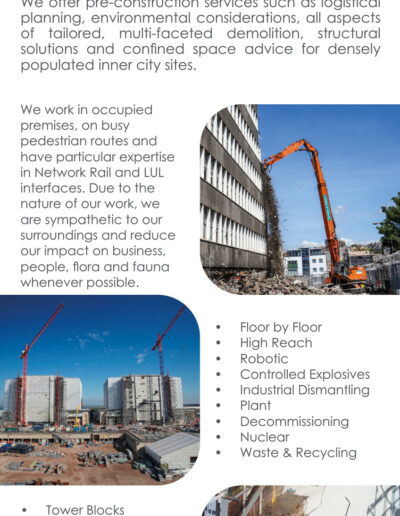 We offer pre-construction services such as logistical
planning, environmental considerations, all aspects
of tailored, multi-faceted demolition, structural
solutions and confined space advice for densely
populated inner city sites.
We work in occupied
premises, on busy
pedestrian routes and
have particular expertise
in Network Rail and LUL
interfaces. Due to the
nature of our work, we
are sympathetic to our
surroundings and reduce
our impact on business,
people, flora and fauna
whenever possible.
• Floor by Floor
• High Reach
• Robotic
• Controlled Explosives
• Industrial Dismantling
• Plant
• Decommissioning
• Nuclear
• Waste & Recycling
• Tower Blocks